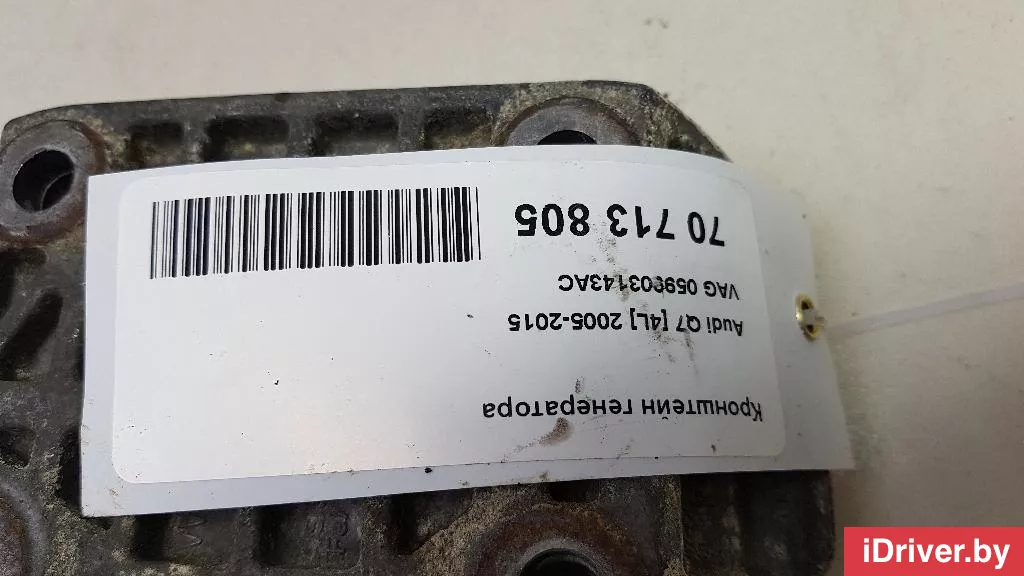 Кронштейн генератора
Audi Q7 [4L] 2005-2015
VAG 059903143AC
70 713 805
iDriver.by